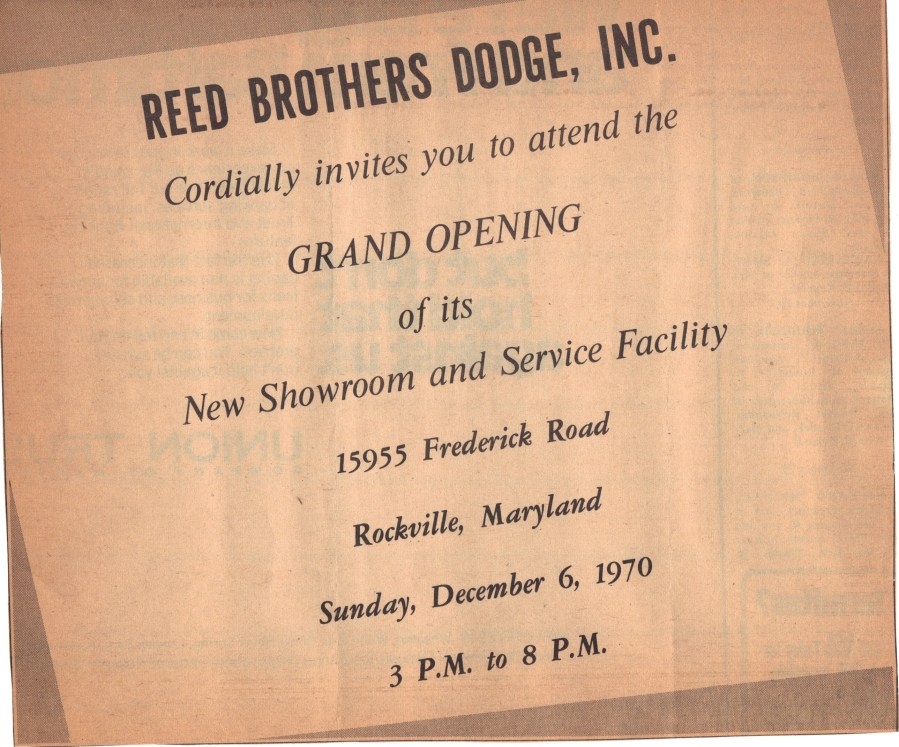 REED BROTHERS DODGE, INC.
Cordially invites you to attend the
GRAND OPENING
of its
New Showroom and Service Facility
15955 Frederick Road
Rockville, Maryland
Sunday, December 6, 1970
3 P.M. to 8 P.M.